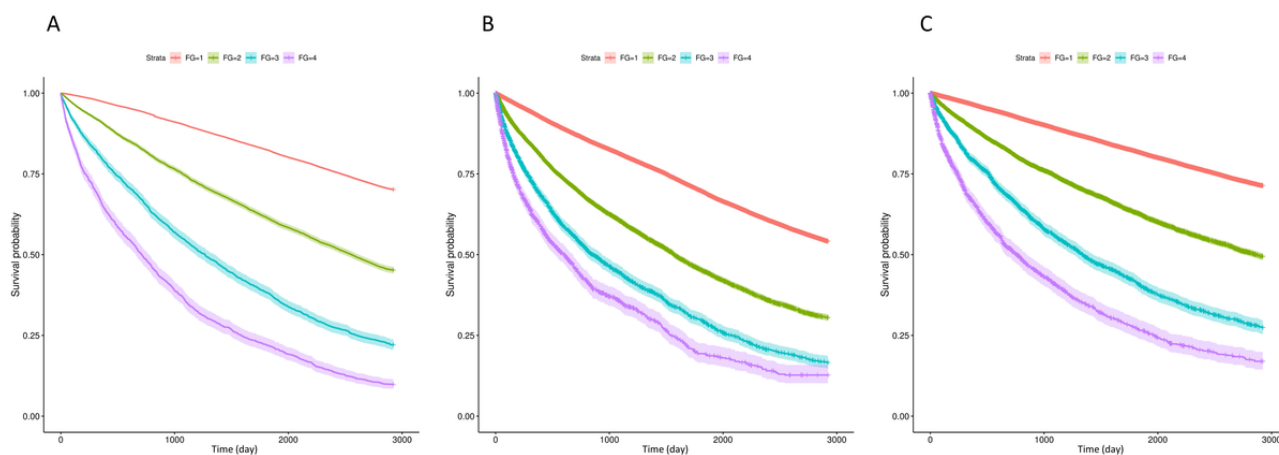 A
Strata FG=1 FG=2 FG=3 FG=4
1.00
0.75
0.50
0.25
0.00
Survival probability
0 1000 2000 3000
Time (day)
B
Strata FG=1 FG=2 FG=3 FG=4
1.00
0.75
0.50
0.25
0.00
Survival probability
0 1000 2000 3000
Time (day)
C
Strata FG=1 FG=2 FG=3 FG=4
1.00
0.75
0.50
0.25
0.00
Survival probability
0 1000 2000 3000
Time (day)